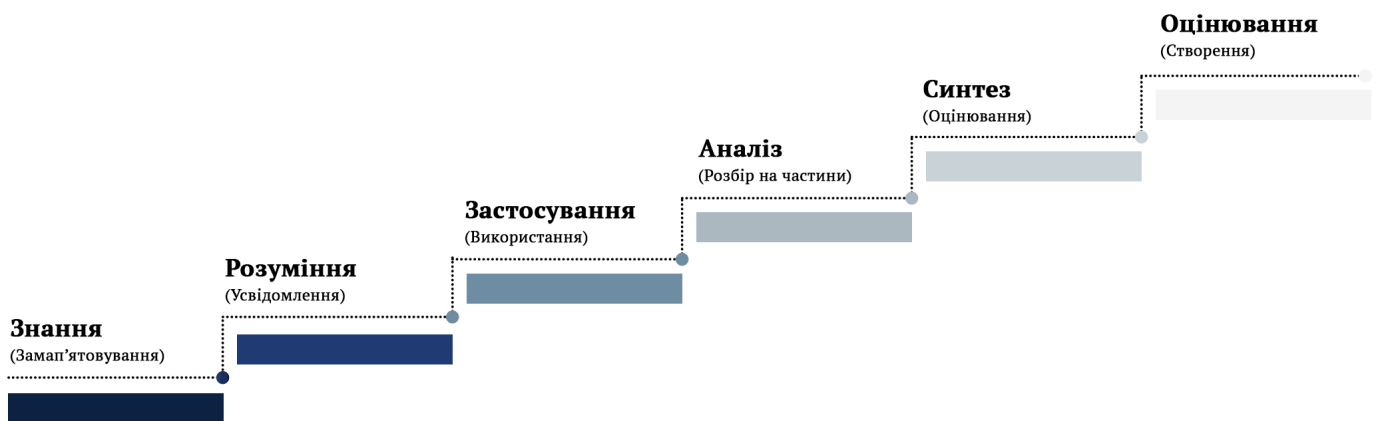 Оцінювання
(Створення)
Синтез
(Оцінювання)
Аналіз
(Розбір на частини)
Застосування
(Використання)
Розуміння
(Усвідомлення)
Знання
(Замап’ятовування)